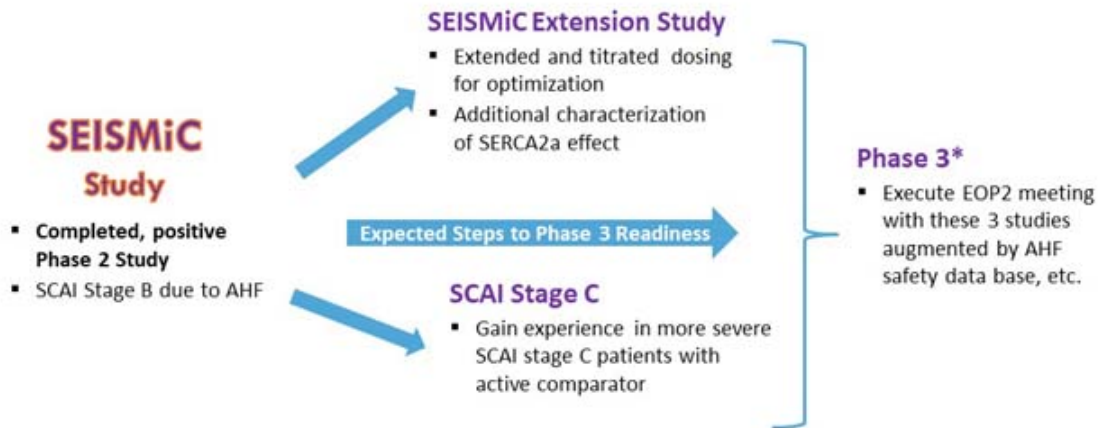 SEISMiC
Study
▪ Completed, positive
Phase 2 Study
▪ SCAI Stage B due to AHF
SEISMiC Extension Study
▪ Extended and titrated dosing
for optimization
▪ Additional characterization
of SERCA2a effect
Expected Steps to Phase 3 Readiness
SCAI Stage C
▪ Gain experience in more severe
SCAI stage C patients with
active comparator
Phase 3*
▪ Execute EOP2 meeting
with these 3 studies
augmented by AHF
safety data base, etc.